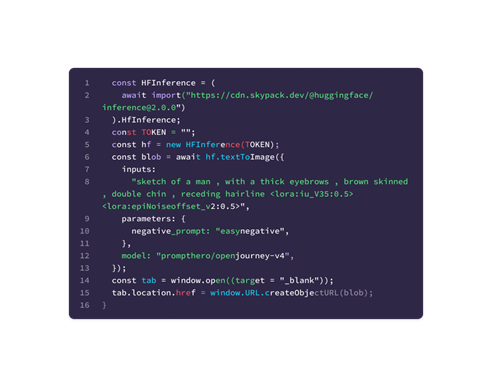 1 const HFInference = (
2 await import("https://cdn.skypack.dev/@huggingface/
inference@2.0.0")
3 ).HfInference;
4 const TOKEN = "";
5 const hf = new HFInference(TOKEN);
6 const blob = await hf.textToImage({
7 inputs:
8 "sketch of a man , with a thick eyebrows , brown skinned
, double chin , receding hairline <lora:iu_V35:0.5>
<lora:epiNoiseoffset_v2:0.5>",
9 parameters: {
10 negative_prompt: "easynegative",
11 },
12 model: "prompthero/openjourney-v4",
13 });
14 const tab = window.open((target = "_blank"));
15 tab.location.href = window.URL.createObjectURL(blob);
16 }